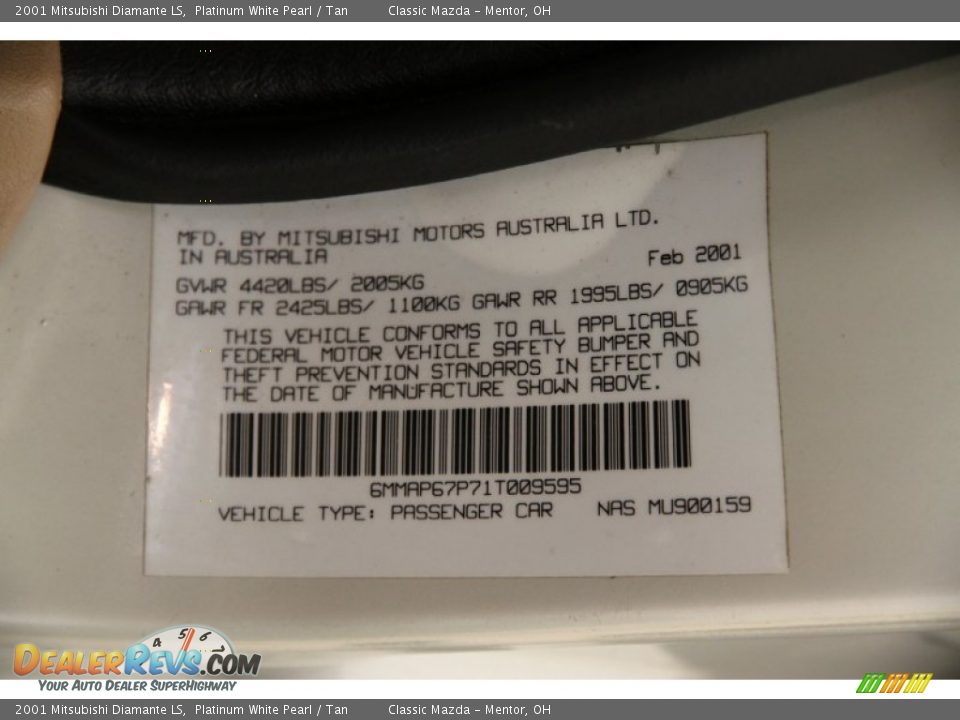 2001 Mitsubishi Diamante LS, Platinum White Pearl / Tan Classic Mazda - Mentor, OH
MFD. BY MITSUBISHI MOTORS AUSTRALIA LTD.
IN AUSTRALIA Feb 2001
GVWR 4420LBS/ 2005KG
GAWR FR 2425LBS/ 1100KG GAWR RR 1995LBS/ 0905KG
THIS VEHICLE CONFORMS TO ALL APPLICABLE
FEDERAL MOTOR VEHICLE SAFETY BUMPER AND
THEFT PREVENTION STANDARDS IN EFFECT ON
THE DATE OF MANUFACTURE SHOWN ABOVE.
6MMAP67P71T009595
VEHICLE TYPE: PASSENGER CAR NAS MU900159
4 5 6
DEALERREVS.COM
YOUR AUTO DEALER SUPERHIGHWAY
2001 Mitsubishi Diamante LS, Platinum White Pearl / Tan Classic Mazda - Mentor, OH